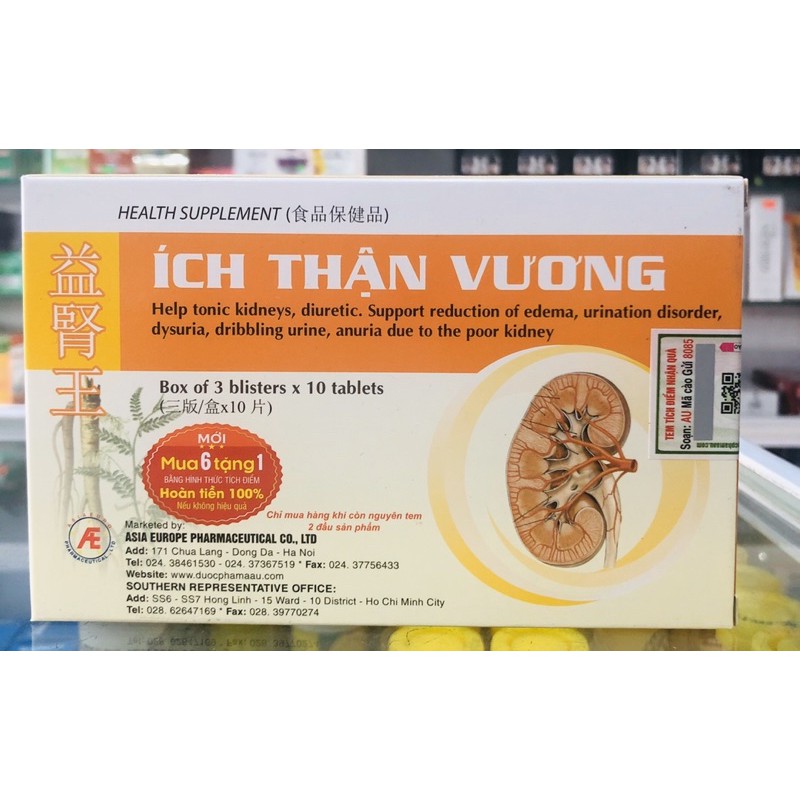 HEALTH SUPPLEMENT (食品保健品)
益腎王
ÍCH THẬN VƯƠNG
Help tonic kidneys, diuretic. Support reduction of edema, urination disorder,
dysuria, dribbling urine, anuria due to the poor kidney
Box of 3 blisters x 10 tablets
(三版/盒x10 片)
MỚI
Mua 6 tặng 1
BẰNG HÌNH THỨC TÍCH ĐIỂM
Hoàn tiền 100%
Nếu không hiệu quả
Chỉ mua hàng khi còn nguyên tem
2 đầu sản phẩm
TEM TÍCH ĐIỂM NHẬN QUÀ
Soạn: AU Mã cào Gửi 8085
Marketed by:
ASIA EUROPE PHARMACEUTICAL CO., LTD
Add: 171 Chua Lang - Dong Da - Ha Noi
Tel: 024. 38461530 - 024. 37367519 * Fax: 024. 37756433
Website: www.duocphamaau.com
SOUTHERN REPRESENTATIVE OFFICE:
Add: SS6 - SS7 Hong Linh - 15 Ward - 10 District - Ho Chi Minh City
Tel: 028. 62647169 * Fax: 028. 39770274
ÆE
PHARMACEUTICAL LTD